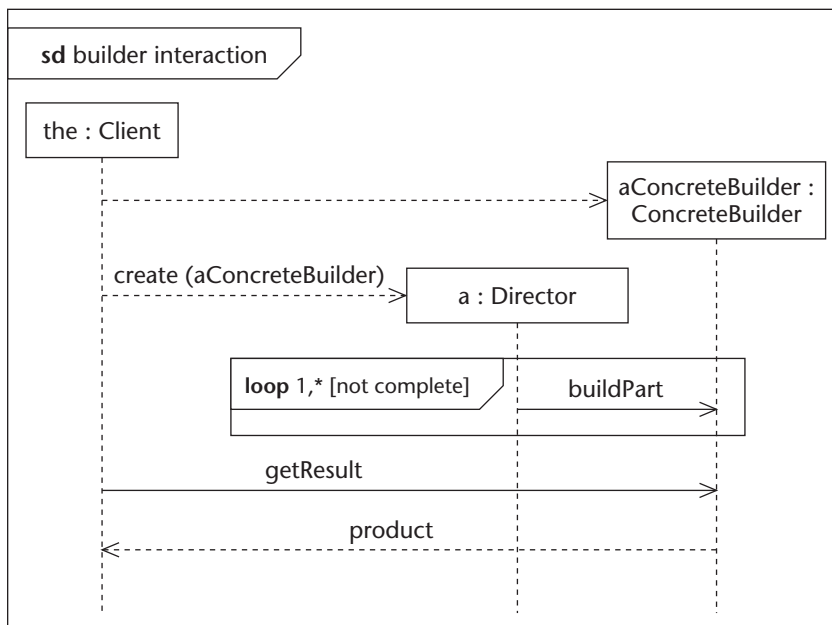 sd builder interaction
the : Client
aConcreteBuilder :
ConcreteBuilder
create (aConcreteBuilder)
a : Director
loop 1,* [not complete]
buildPart
getResult
product